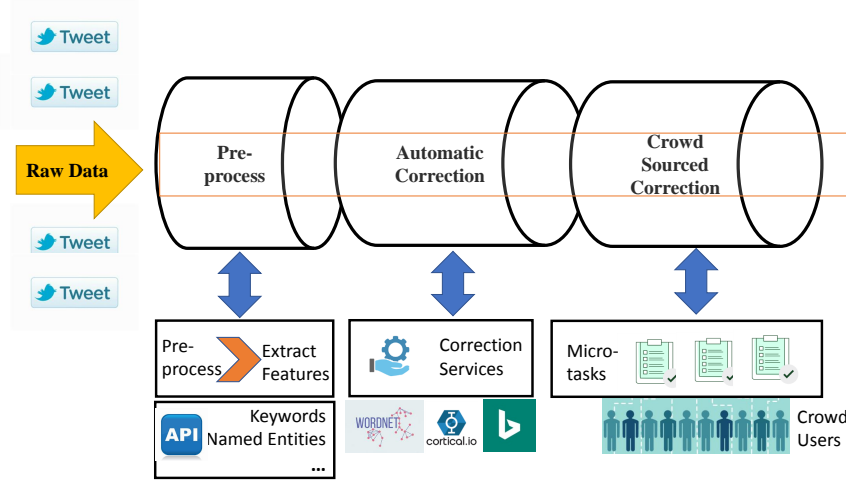 Tweet
Tweet
Raw Data
Tweet
Tweet
Pre-
process
Automatic
Correction
Crowd
Sourced
Correction
Pre-
process
Extract
Features
Correction
Services
Micro-
tasks
API
Keywords
Named Entities
...
WORDNET
cortical.io
b
Crowd
Users